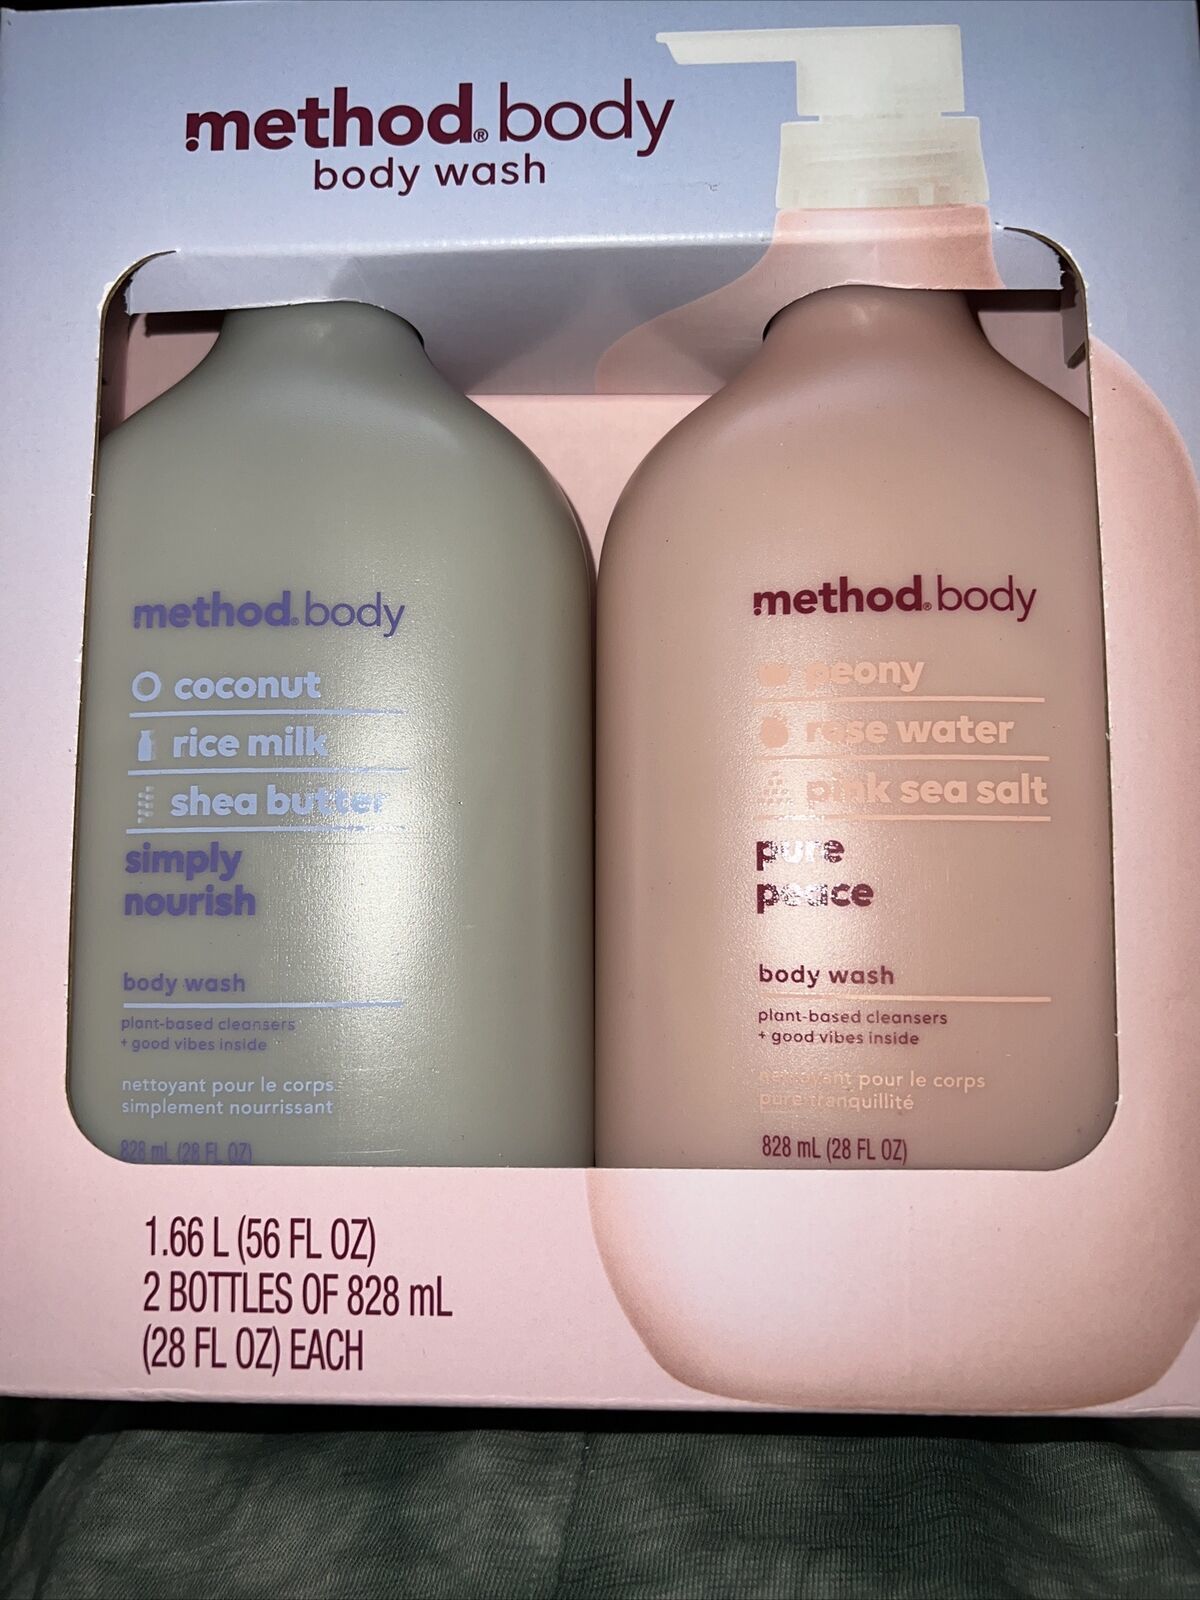 method® body
body wash
method® body
coconut
rice milk
shea butter
simply
nourish
body wash
plant-based cleansers
+ good vibes inside
nettoyant pour le corps
simplement nourrissant
828 mL (28 FL OZ)
method® body
peony
rose water
pink sea salt
pure
peace
body wash
plant-based cleansers
+ good vibes inside
nettoyant pour le corps
pure tranquillité
828 mL (28 FL OZ)
1.66 L (56 FL OZ)
2 BOTTLES OF 828 mL
(28 FL OZ) EACH